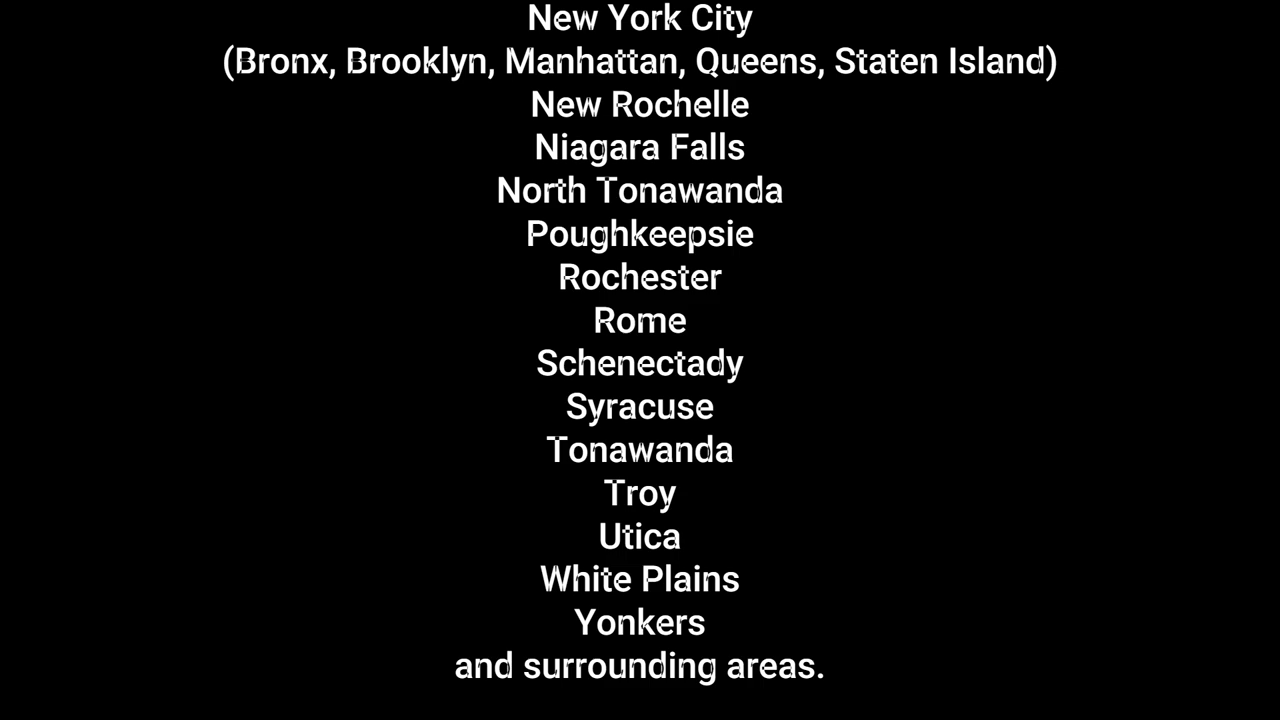 New York City
(Bronx, Brooklyn, Manhattan, Queens, Staten Island)
New Rochelle
Niagara Falls
North Tonawanda
Poughkeepsie
Rochester
Rome
Schenectady
Syracuse
Tonawanda
Troy
Utica
White Plains
Yonkers
and surrounding areas.